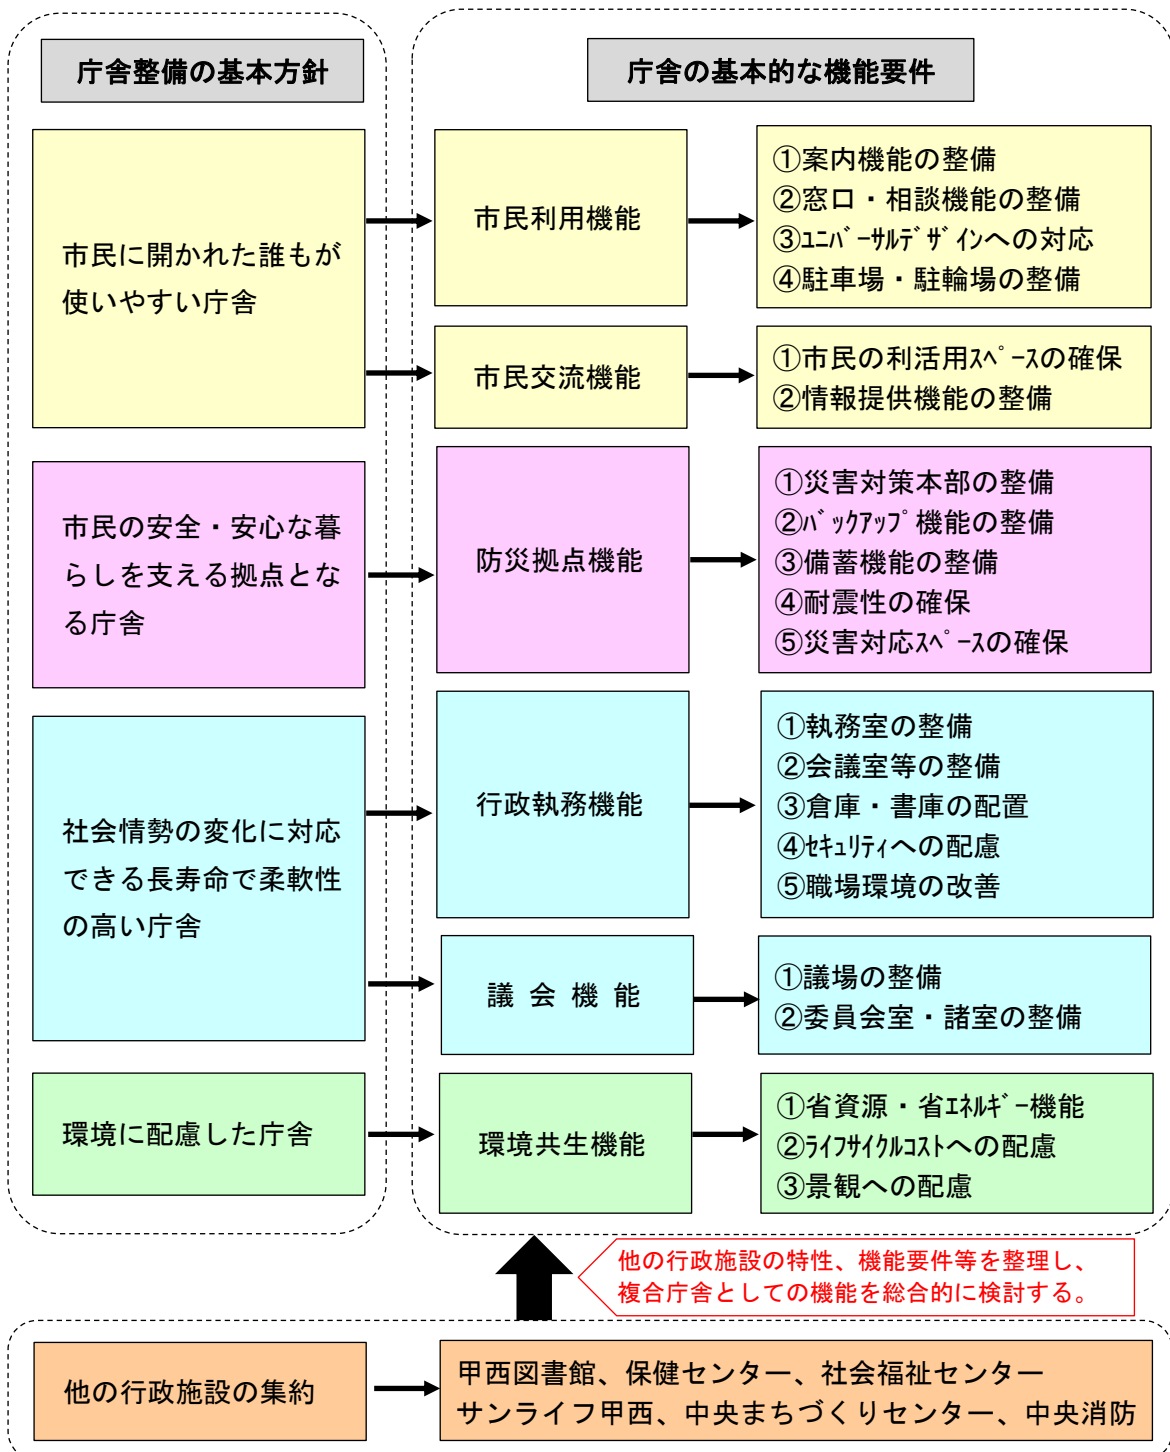 庁舎整備の基本方針
庁舎の基本的な機能要件
市民に開かれた誰もが
使いやすい庁舎
市民利用機能
①案内機能の整備
②窓口・相談機能の整備
③ﾕﾆﾊﾞｰｻﾙﾃﾞｻﾞｲﾝへの対応
④駐車場・駐輪場の整備
市民交流機能
①市民の利活用ｽﾍﾟｰｽの確保
②情報提供機能の整備
市民の安全・安心な暮
らしを支える拠点とな
る庁舎
防災拠点機能
①災害対策本部の整備
②ﾊﾞｯｸｱｯﾌﾟ機能の整備
③備蓄機能の整備
④耐震性の確保
⑤災害対応ｽﾍﾟｰｽの確保
社会情勢の変化に対応
できる長寿命で柔軟性
の高い庁舎
行政執務機能
①執務室の整備
②会議室等の整備
③倉庫・書庫の配置
④ｾｷｭﾘﾃｨへの配慮
⑤職場環境の改善
議会機能
①議場の整備
②委員会室・諸室の整備
環境に配慮した庁舎
環境共生機能
①省資源・省ｴﾈﾙｷﾞｰ機能
②ﾗｲﾌｻｲｸﾙｺｽﾄへの配慮
③景観への配慮
他の行政施設の特性、機能要件等を整理し、
複合庁舎としての機能を総合的に検討する。
他の行政施設の集約
甲西図書館、保健センター、社会福祉センター
サンライフ甲西、中央まちづくりセンター、中央消防